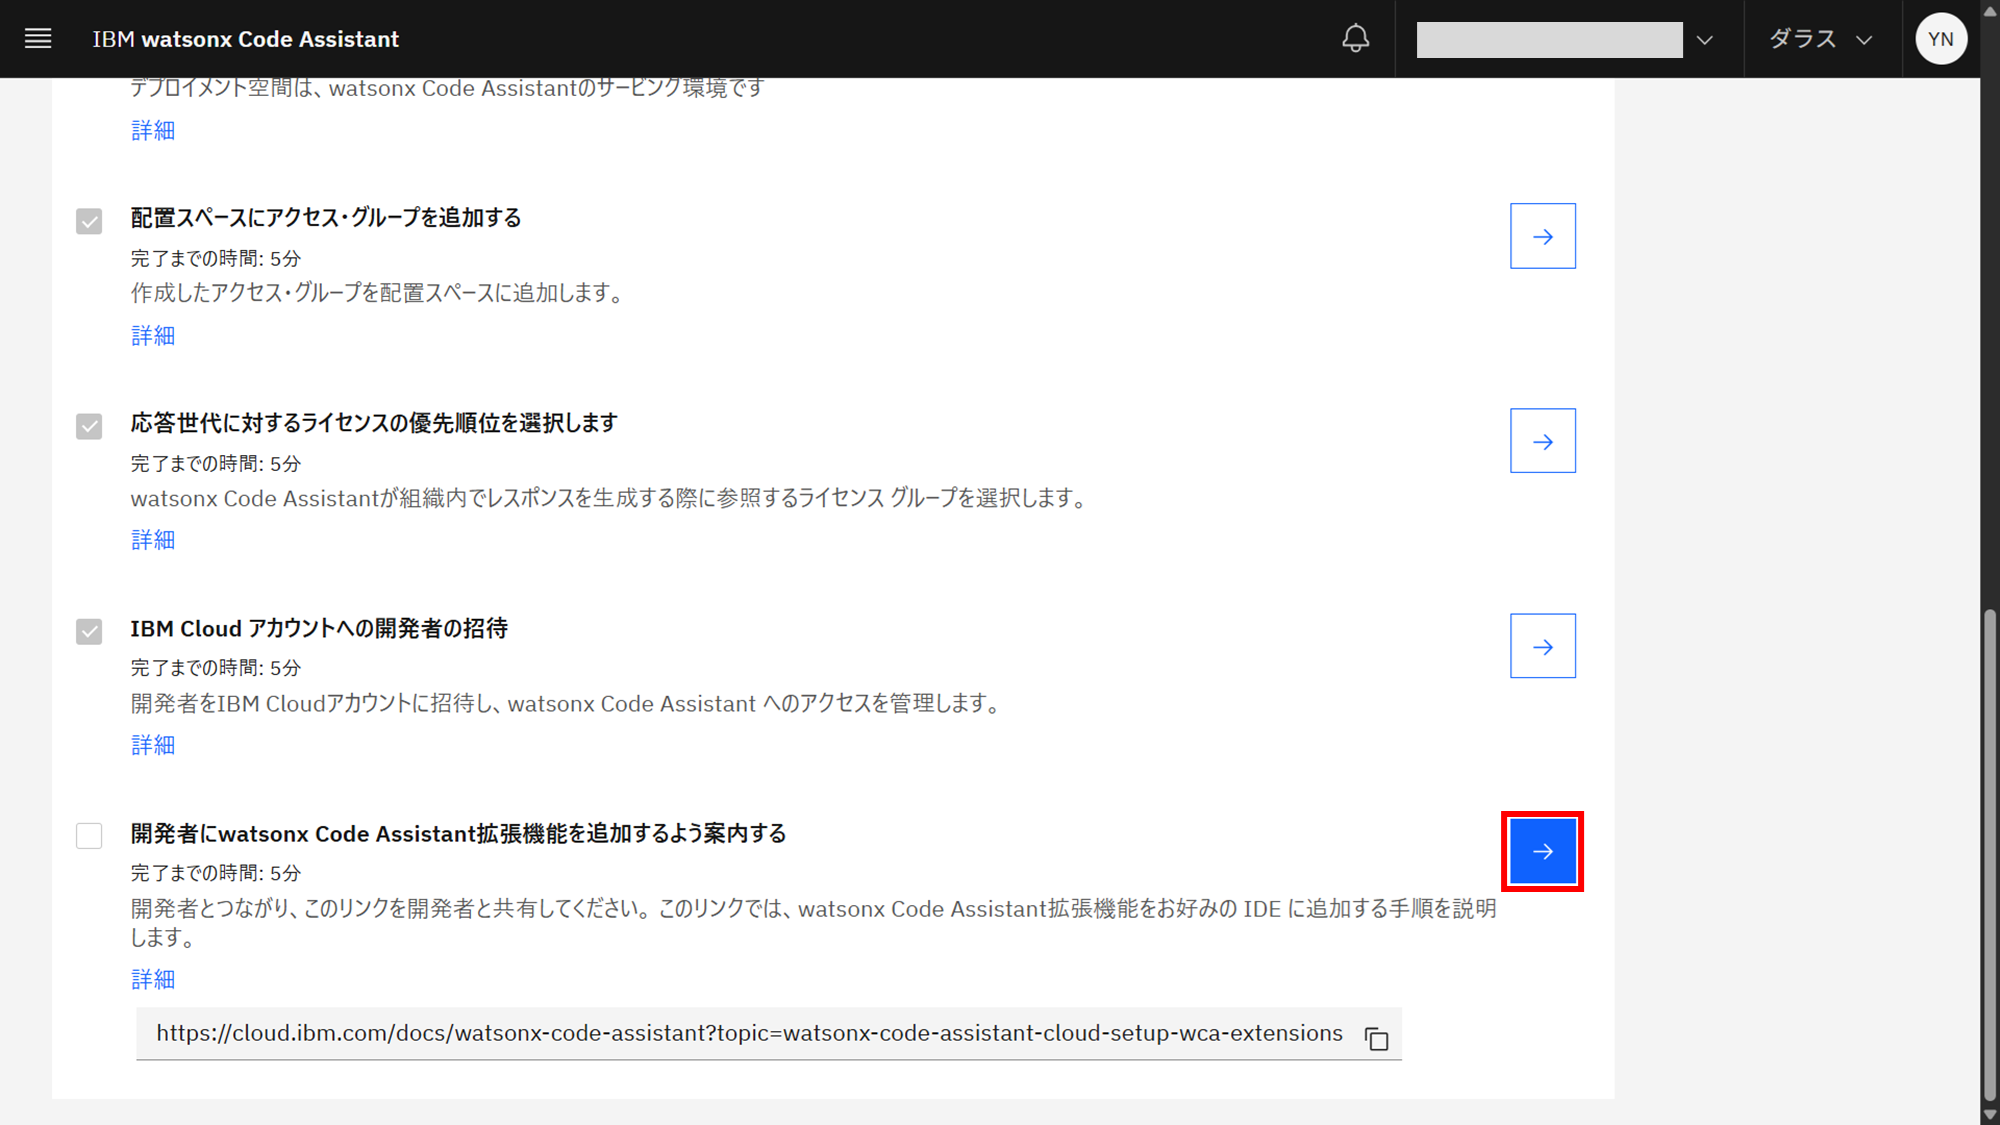 IBM watsonx Code Assistant
ダラス
YN
デプロイメント空間は、watsonx Code Assistantのサービング環境です
詳細
配置スペースにアクセス・グループを追加する
完了までの時間: 5分
作成したアクセス・グループを配置スペースに追加します。
詳細
応答世代に対するライセンスの優先順位を選択します
完了までの時間: 5分
watsonx Code Assistantが組織内でレスポンスを生成する際に参照するライセンス グループを選択します。
詳細
IBM Cloud アカウントへの開発者の招待
完了までの時間: 5分
開発者をIBM Cloudアカウントに招待し、watsonx Code Assistant へのアクセスを管理します。
詳細
開発者にwatsonx Code Assistant拡張機能を追加するよう案内する
完了までの時間: 5分
開発者とつながり、このリンクを開発者と共有してください。このリンクでは、watsonx Code Assistant拡張機能をお好みの IDE に追加する手順を説明
します。
詳細
https://cloud.ibm.com/docs/watsonx-code-assistant?topic=watsonx-code-assistant-cloud-setup-wca-extensions